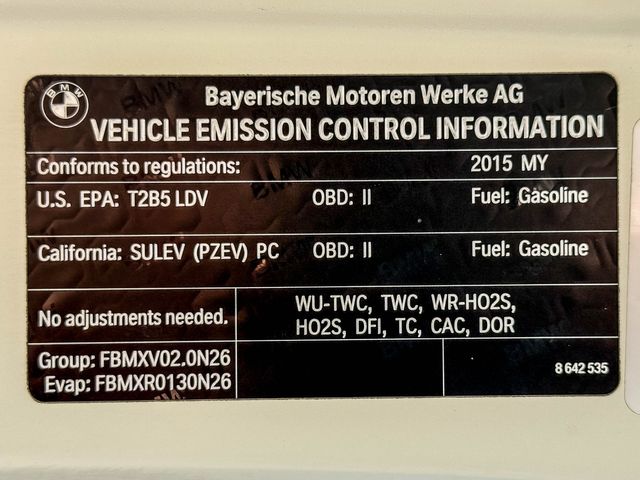 BMW
Bayerische Motoren Werke AG
VEHICLE EMISSION CONTROL INFORMATION
Conforms to regulations: 2015 MY
U.S. EPA: T2B5 LDV OBD: II Fuel: Gasoline
California: SULEV (PZEV) PC OBD: II Fuel: Gasoline
No adjustments needed.
WU-TWC, TWC, WR-HO2S,
HO2S, DFI, TC, CAC, DOR
Group: FBMXV02.0N26
Evap: FBMXR0130N26
8 642 535